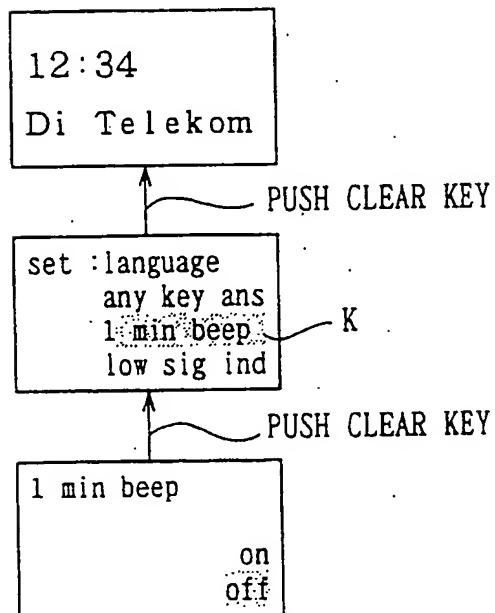 12:34
Di Telekom
PUSH CLEAR KEY
set :language
any key ans
1 min beep
K
low sig ind
PUSH CLEAR KEY
1 min beep
on
off